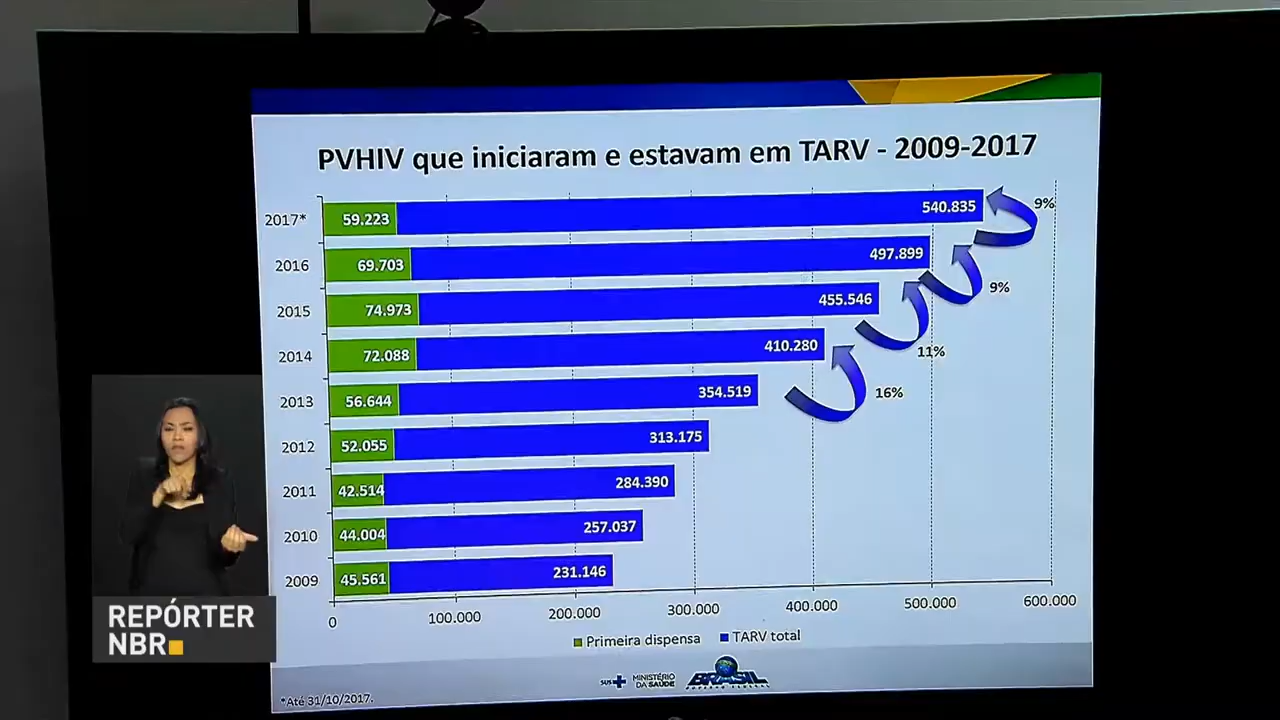 PVHIV que iniciaram e estavam em TARV - 2009-2017
2017* 59.223 540.835 9%
2016 69.703 497.899 9%
2015 74.973 455.546 11%
2014 72.088 410.280 16%
2013 56.644 354.519
2012 52.055 313.175
2011 42.514 284.390
2010 44.004 257.037
2009 45.561 231.146
0 100.000 200.000 300.000 400.000 500.000 600.000
Primeira dispensa TARV total
SUS MINISTÉRIO DA SAÚDE BRASIL GOVERNO FEDERAL
*Até 31/10/2017.
REPÓRTER
NBR